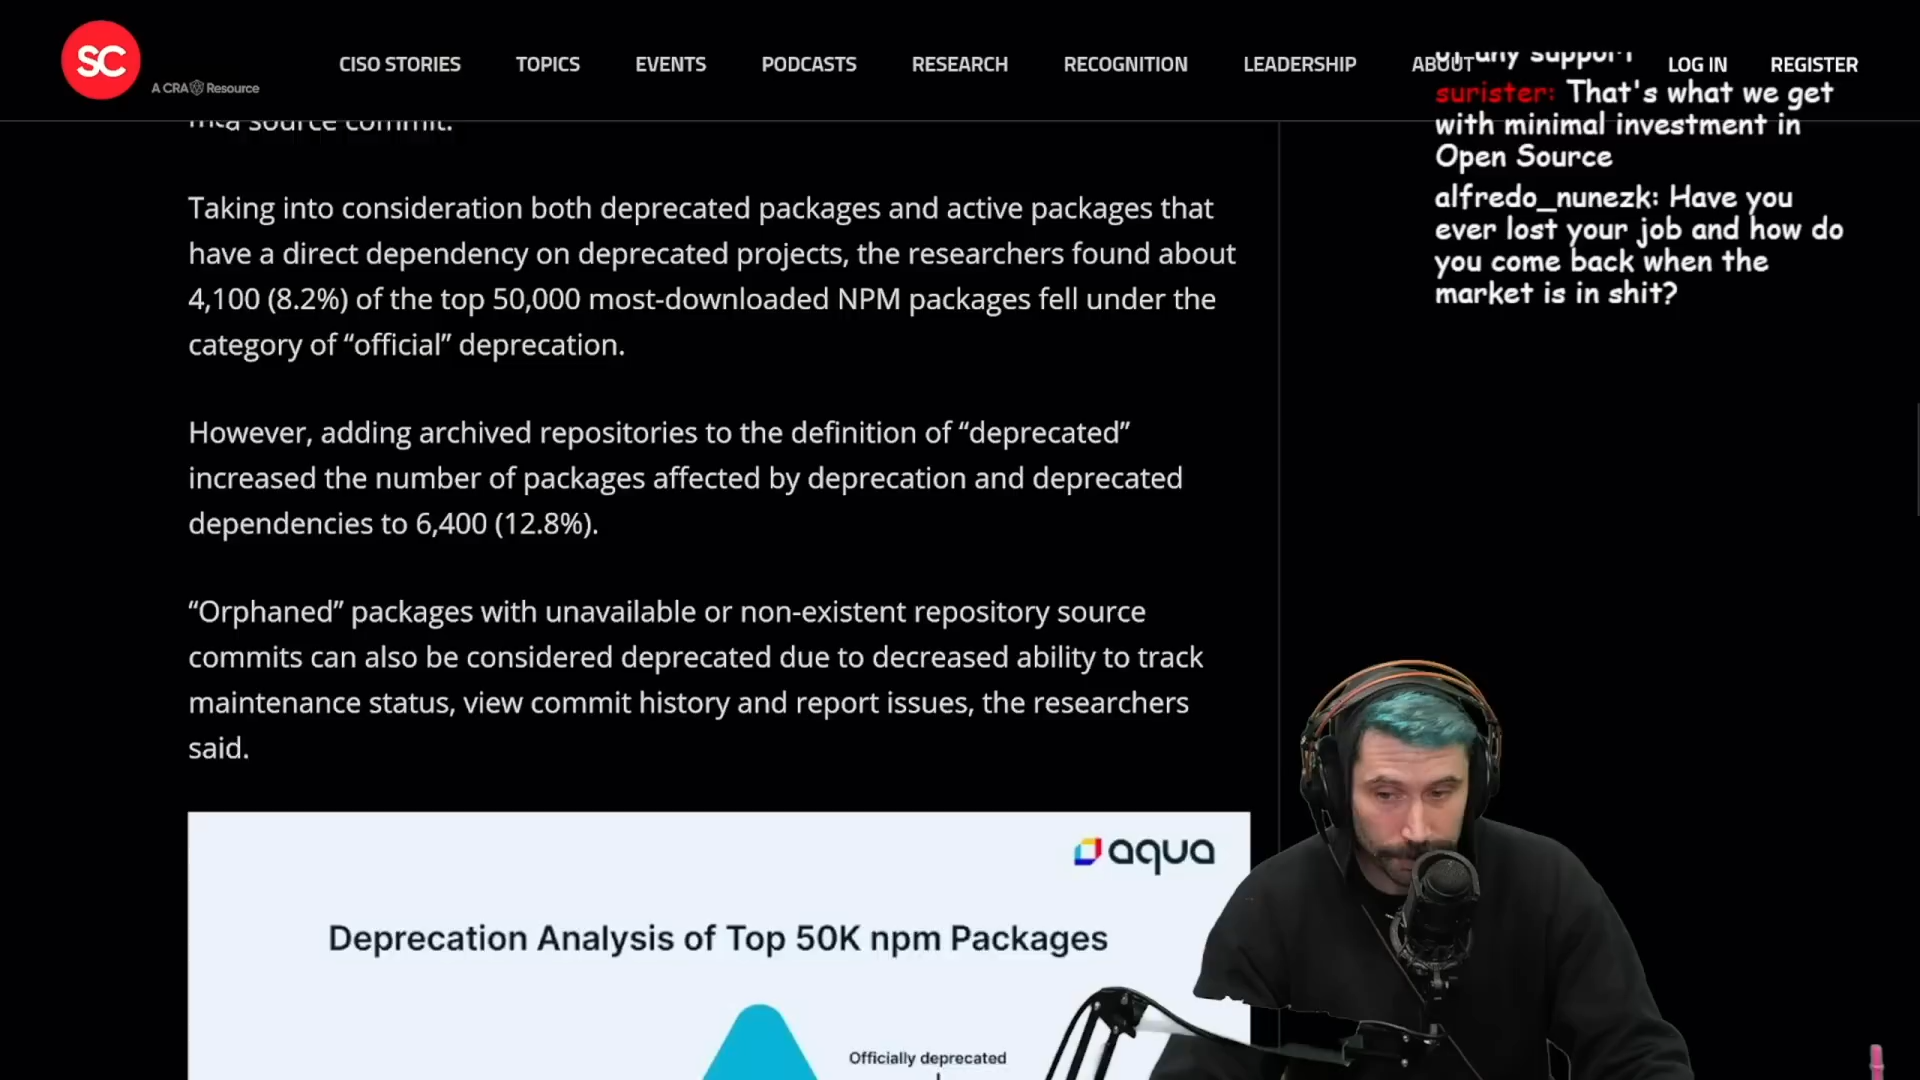 SC
A CRA Resource
CISO STORIES
TOPICS
EVENTS
PODCASTS
RESEARCH
RECOGNITION
LEADERSHIP
ABOUT
LOG IN
REGISTER
a source commit.
Taking into consideration both deprecated packages and active packages that
have a direct dependency on deprecated projects, the researchers found about
4,100 (8.2%) of the top 50,000 most-downloaded NPM packages fell under the
category of “official” deprecation.
However, adding archived repositories to the definition of “deprecated”
increased the number of packages affected by deprecation and deprecated
dependencies to 6,400 (12.8%).
“Orphaned” packages with unavailable or non-existent repository source
commits can also be considered deprecated due to decreased ability to track
maintenance status, view commit history and report issues, the researchers
said.
aqua
Deprecation Analysis of Top 50K npm Packages
Officially deprecated
any support
surister: That's what we get
with minimal investment in
Open Source
alfredo_nunezk: Have you
ever lost your job and how do
you come back when the
market is in shit?